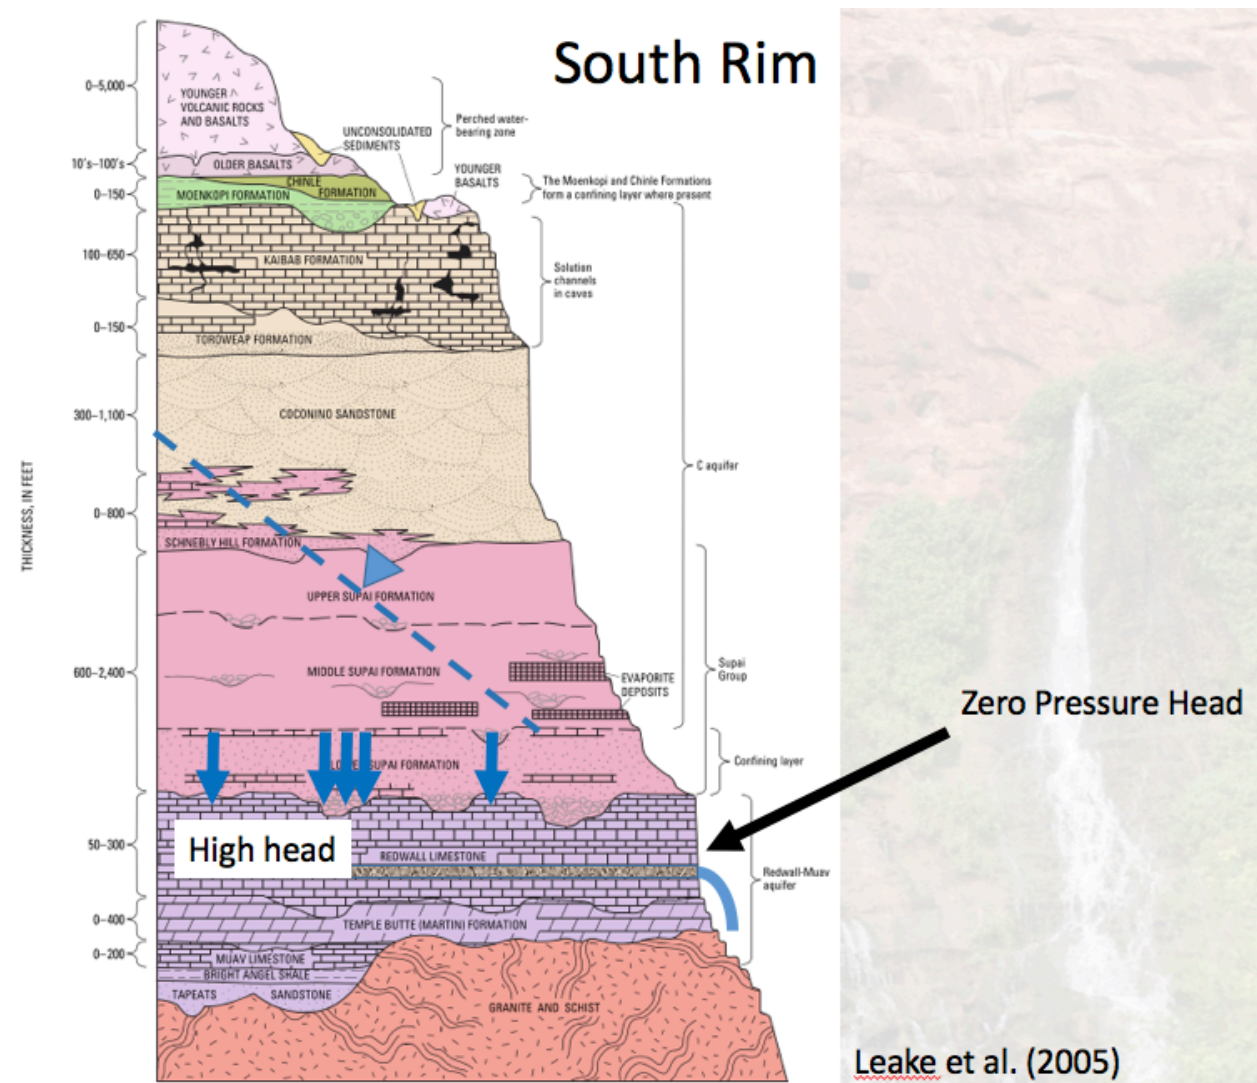 South Rim
0–5,000
YOUNGER
VOLCANIC ROCKS
AND BASALTS
UNCONSOLIDATED
SEDIMENTS
Perched water-
bearing zone
10's–100's
OLDER BASALTS
YOUNGER
BASALTS
0–150
CHINLE
FORMATION
MOENKOPI FORMATION
The Moenkopi and Chinle Formations
form a confining layer where present
100–650
KAIBAB FORMATION
Solution
channels
in caves
0–150
TOROWEAP FORMATION
300–1,100
COCONINO SANDSTONE
C aquifer
THICKNESS, IN FEET
0–800
SCHNEBLY HILL FORMATION
UPPER SUPAI FORMATION
600–2,400
MIDDLE SUPAI FORMATION
EVAPORITE
DEPOSITS
Supai
Group
Zero Pressure Head
LOWER SUPAI FORMATION
Confining layer
50–300
High head
REDWALL LIMESTONE
Redwall-Muav
aquifer
0–400
TEMPLE BUTTE (MARTIN) FORMATION
0–200
MUAV LIMESTONE
BRIGHT ANGEL SHALE
TAPEATS
SANDSTONE
GRANITE AND SCHIST
Leake et al. (2005)